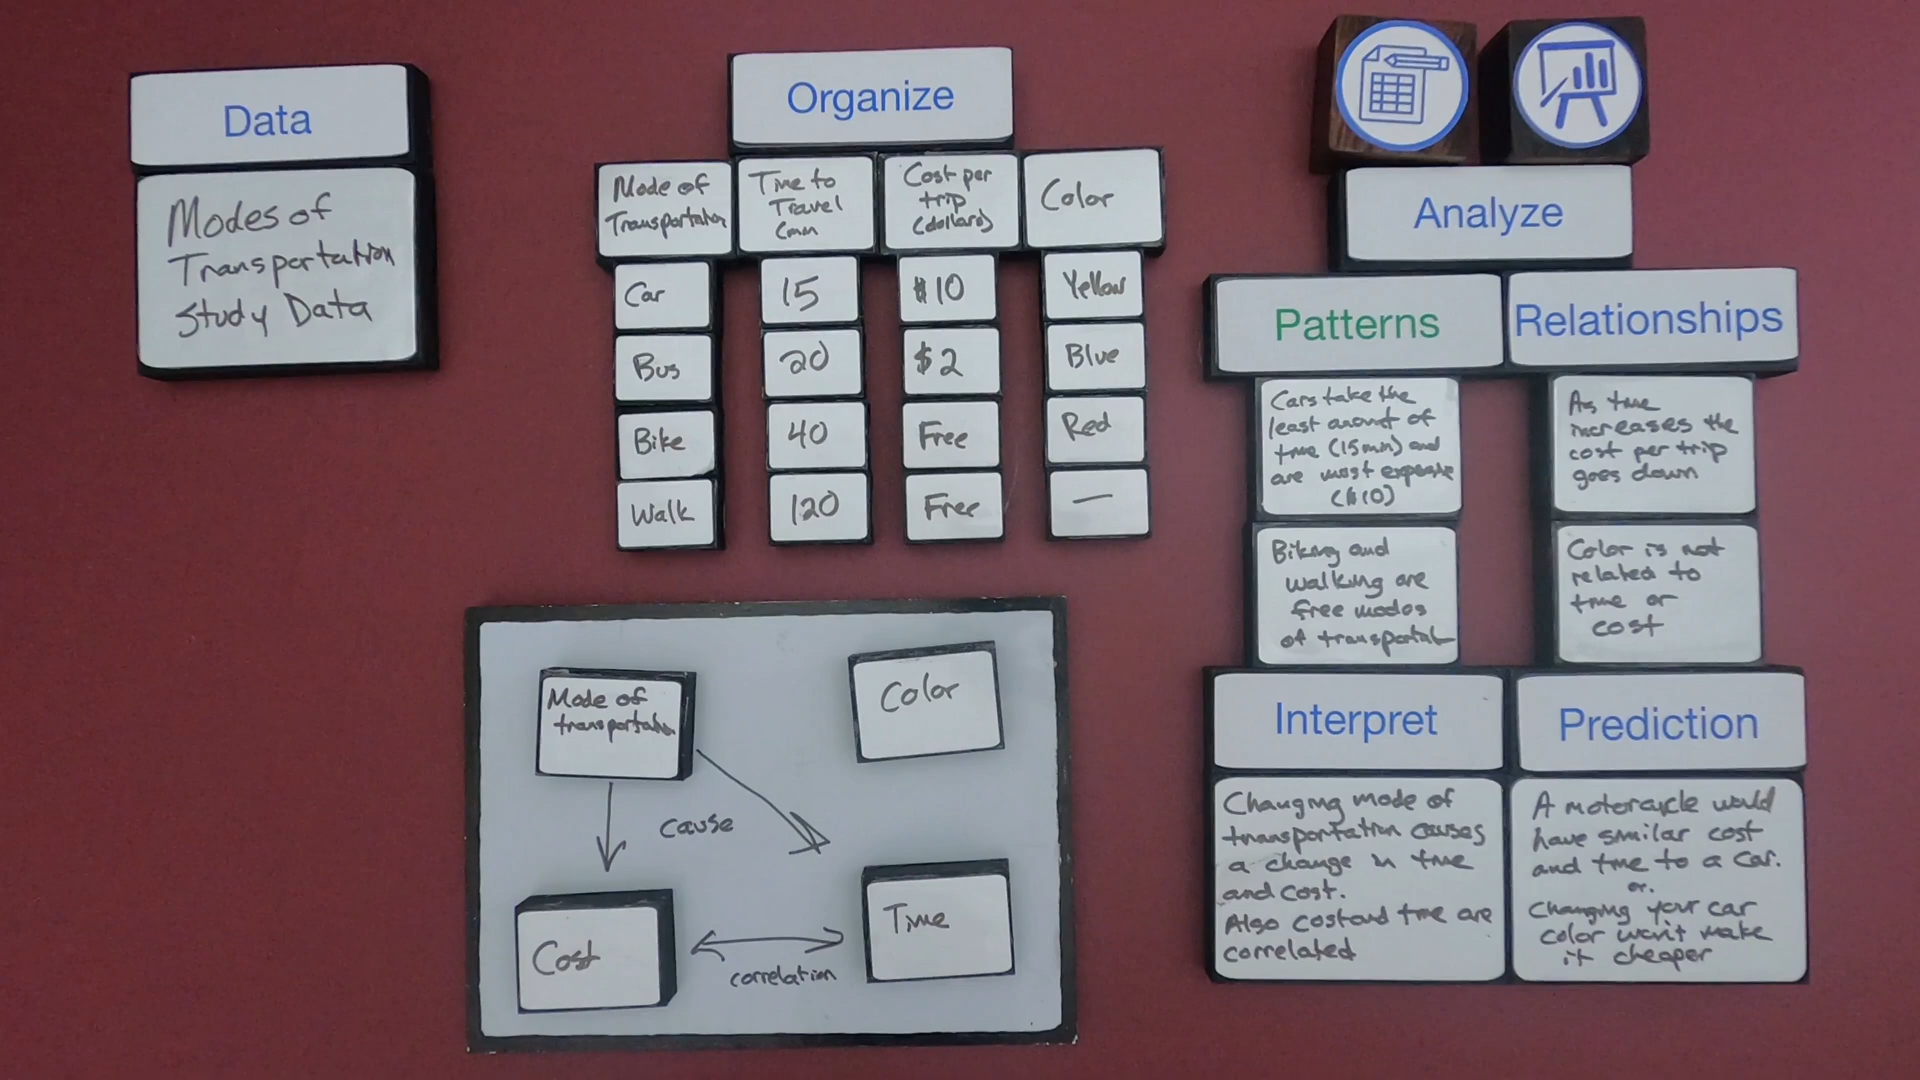 Data
Modes of
Transportation
Study Data
Organize
Mode of
Transportation
Time to
Travel
(min
Cost per
trip
(dollars)
Color
Car
15
$10
Yellow
Bus
20
$2
Blue
Bike
40
Free
Red
Walk
120
Free
—
Mode of
transportation
Color
cause
Cost
Time
correlation
Analyze
Patterns
Relationships
Cars take the
least amount of
time (15min) and
are most expensive
($10)
As time
increases the
cost per trip
goes down
Biking and
walking are
free modes
of transportat
Color is not
related to
time or
cost
Interpret
Prediction
Changing mode of
transportation causes
a change in time
and cost.
Also cost and time are
correlated
A motorcycle would
have similar cost
and time to a car.
or.
Changing your car
color won't make
it cheaper